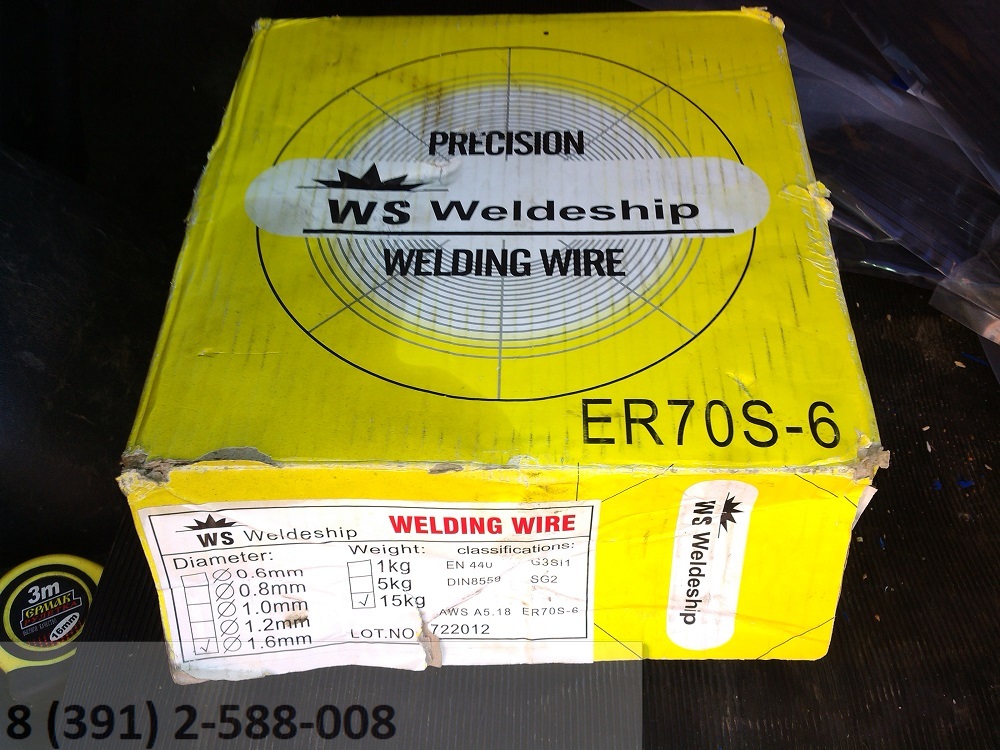 PRECISION
WS Weldeship
WELDING WIRE
ER70S-6
WS Weldeship WELDING WIRE
Diameter: Weight: classifications:
Ø 0.6mm 1kg EN 440 G3Si1
Ø 0.8mm 5kg DIN8559 SG2
Ø 1.0mm ✓ 15kg
Ø 1.2mm AWS A5.18 ER70S-6
✓ Ø 1.6mm LOT.NO 722012
WS Weldeship
3m
ЕРМАК
16mm
8 (391) 2-588-008